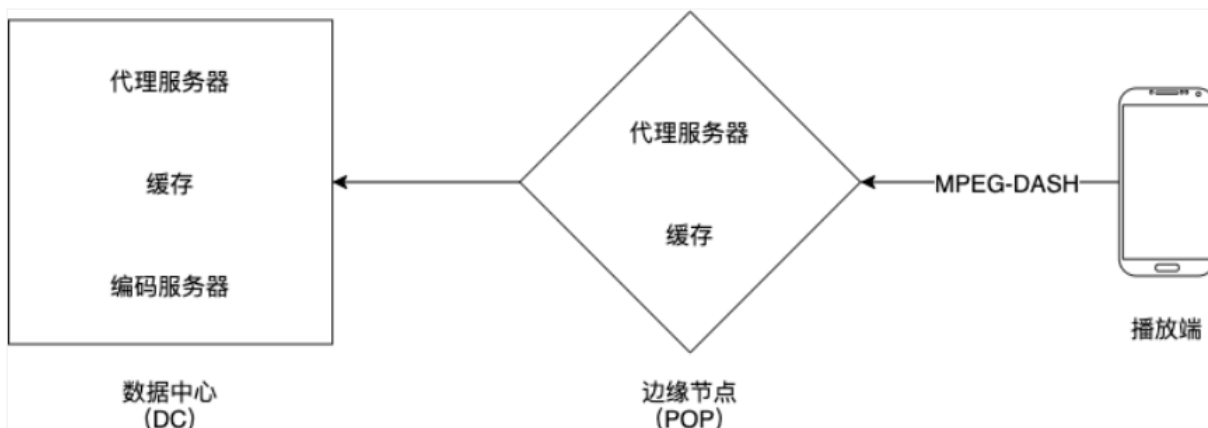 代理服务器
缓存
编码服务器
数据中心
（DC）
代理服务器
缓存
边缘节点
（POP）
MPEG-DASH
播放端